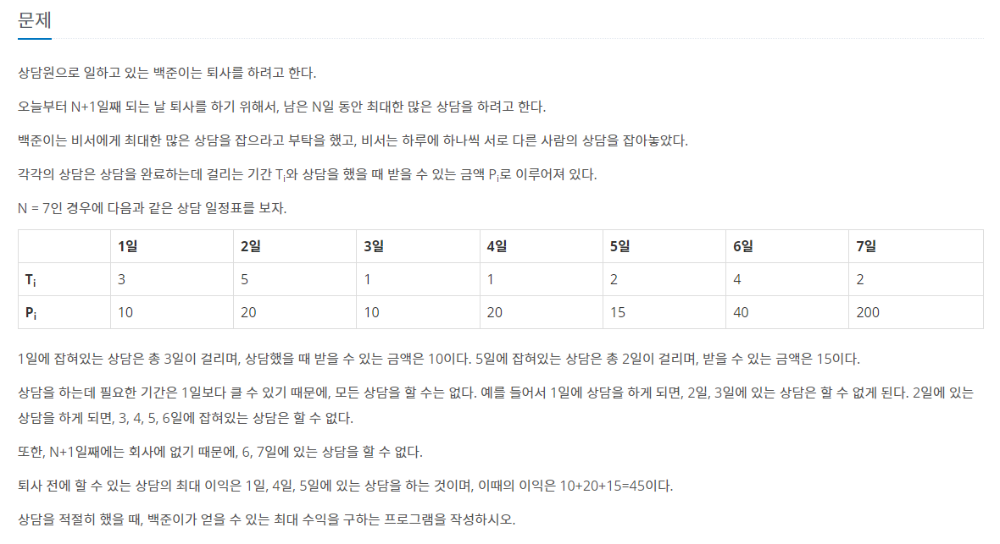 문제
상담원으로 일하고 있는 백준이는 퇴사를 하려고 한다.
오늘부터 N+1일째 되는 날 퇴사를 하기 위해서, 남은 N일 동안 최대한 많은 상담을 하려고 한다.
백준이는 비서에게 최대한 많은 상담을 잡으라고 부탁을 했고, 비서는 하루에 하나씩 서로 다른 사람의 상담을 잡아놓았다.
각각의 상담은 상담을 완료하는데 걸리는 기간 Ti와 상담을 했을 때 받을 수 있는 금액 Pi로 이루어져 있다.
N = 7인 경우에 다음과 같은 상담 일정표를 보자.
1일 2일 3일 4일 5일 6일 7일
Ti 3 5 1 1 2 4 2
Pi 10 20 10 20 15 40 200
1일에 잡혀있는 상담은 총 3일이 걸리며, 상담했을 때 받을 수 있는 금액은 10이다. 5일에 잡혀있는 상담은 총 2일이 걸리며, 받을 수 있는 금액은 15이다.
상담을 하는데 필요한 기간은 1일보다 클 수 있기 때문에, 모든 상담을 할 수는 없다. 예를 들어서 1일에 상담을 하게 되면, 2일, 3일에 있는 상담은 할 수 없게 된다. 2일에 있는
상담을 하게 되면, 3, 4, 5, 6일에 잡혀있는 상담은 할 수 없다.
또한, N+1일째에는 회사에 없기 때문에, 6, 7일에 있는 상담을 할 수 없다.
퇴사 전에 할 수 있는 상담의 최대 이익은 1일, 4일, 5일에 있는 상담을 하는 것이며, 이때의 이익은 10+20+15=45이다.
상담을 적절히 했을 때, 백준이가 얻을 수 있는 최대 수익을 구하는 프로그램을 작성하시오.